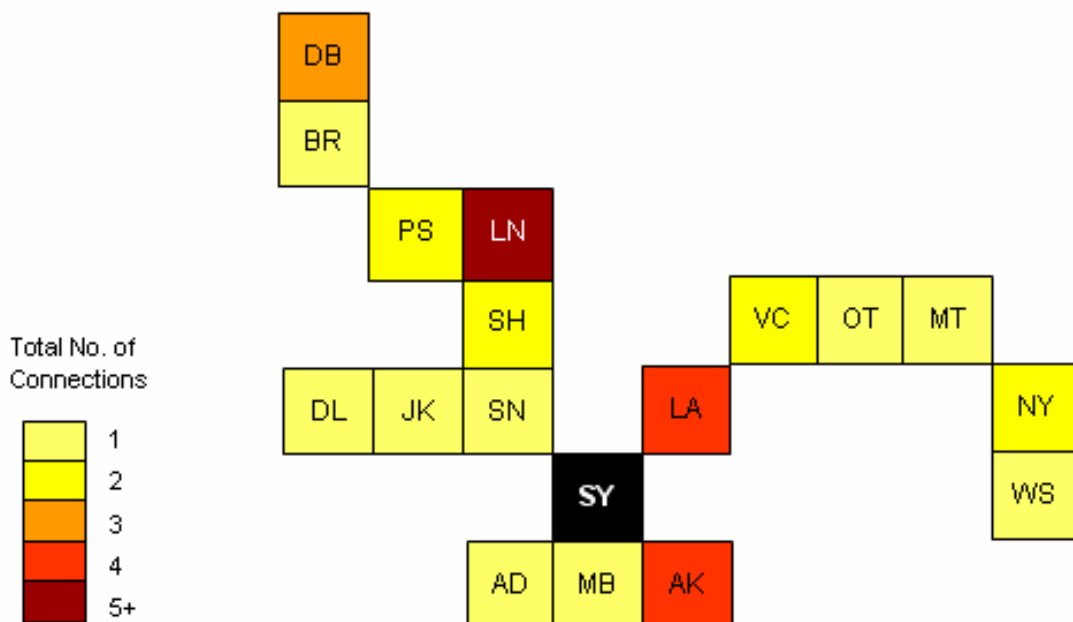 DB
BR
PS LN
SH
VC OT MT
Total No. of
Connections
DL JK SN
LA
NY
1
2
3
4
5+
SY
WS
AD MB AK